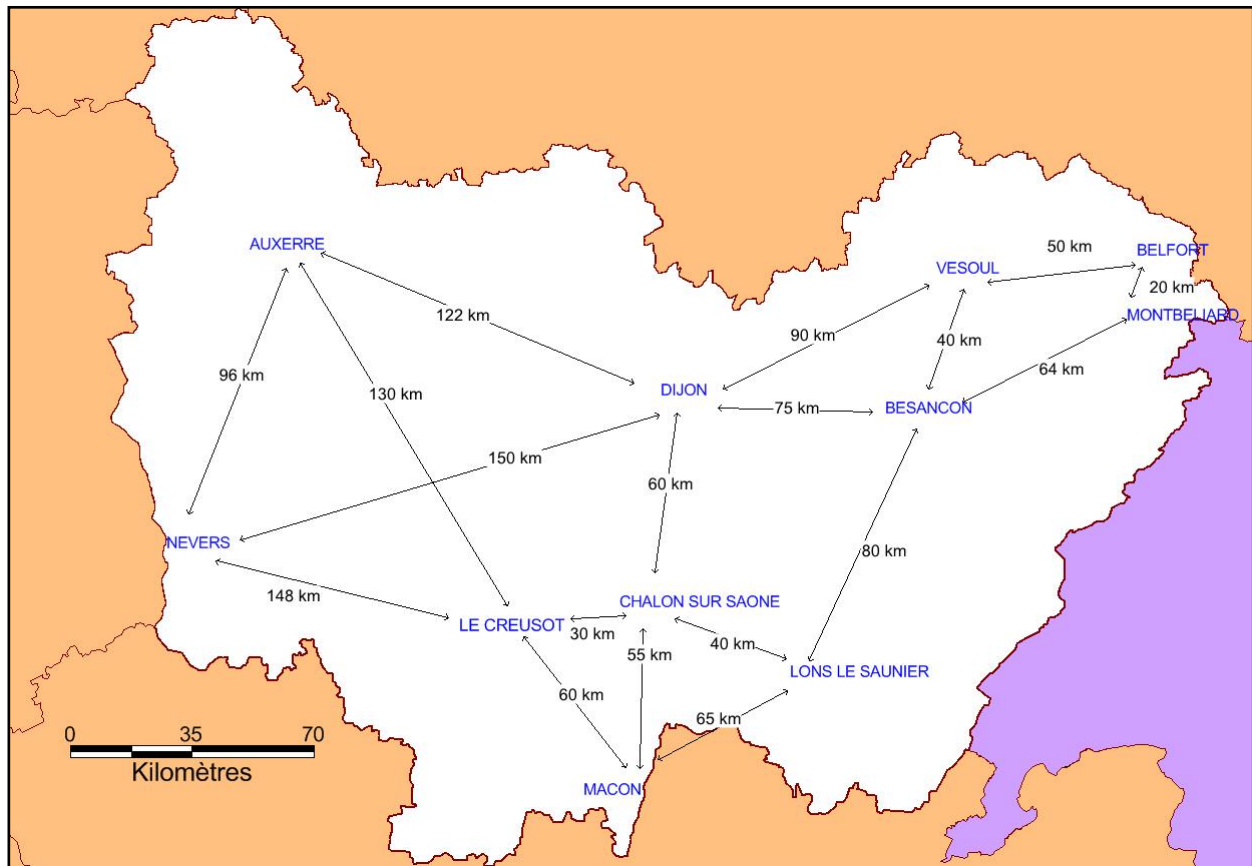 AUXERRE
50 km
BELFORT
VESOUL
20 km
122 km
MONTBELIARD
90 km
40 km
96 km
64 km
130 km
DIJON
75 km
BESANCON
150 km
60 km
NEVERS
80 km
148 km
CHALON SUR SAONE
LE CREUSOT
30 km
40 km
55 km
LONS LE SAUNIER
60 km
65 km
0 35 70
Kilomètres
MACON